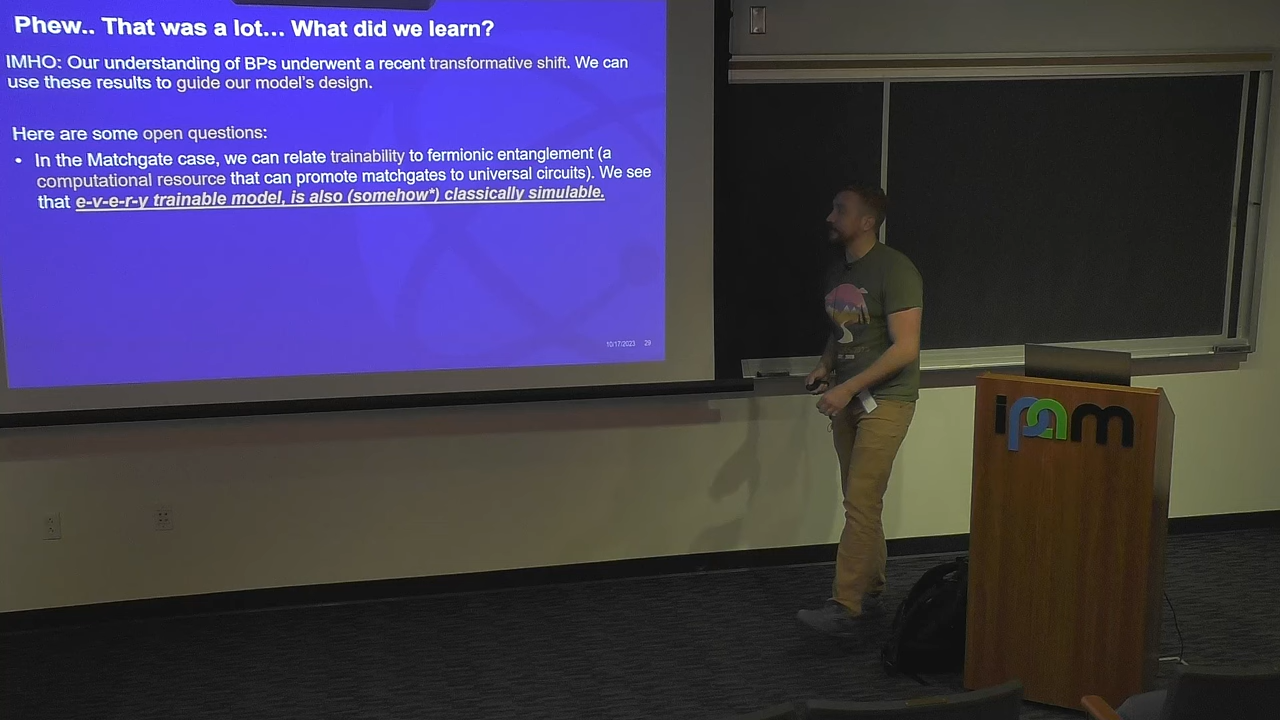 Phew.. That was a lot... What did we learn?
IMHO: Our understanding of BPs underwent a recent transformative shift. We can
use these results to guide our model's design.
Here are some open questions:
• In the Matchgate case, we can relate trainability to fermionic entanglement (a
computational resource that can promote matchgates to universal circuits). We see
that e-v-e-r-y trainable model, is also (somehow*) classically simulable.
10/17/2023 29
ipam